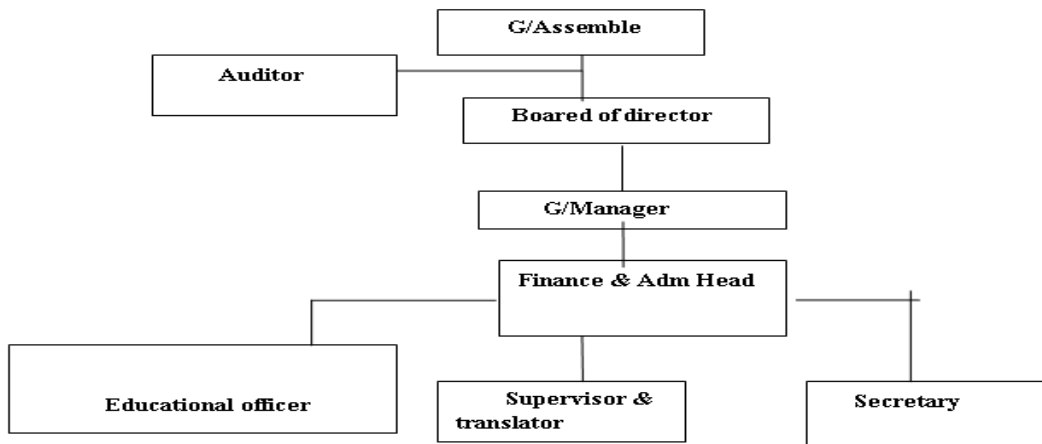 G/Assemble
Auditor
Boared of director
G/Manager
Finance & Adm Head
Educational officer
Supervisor &
translator
Secretary